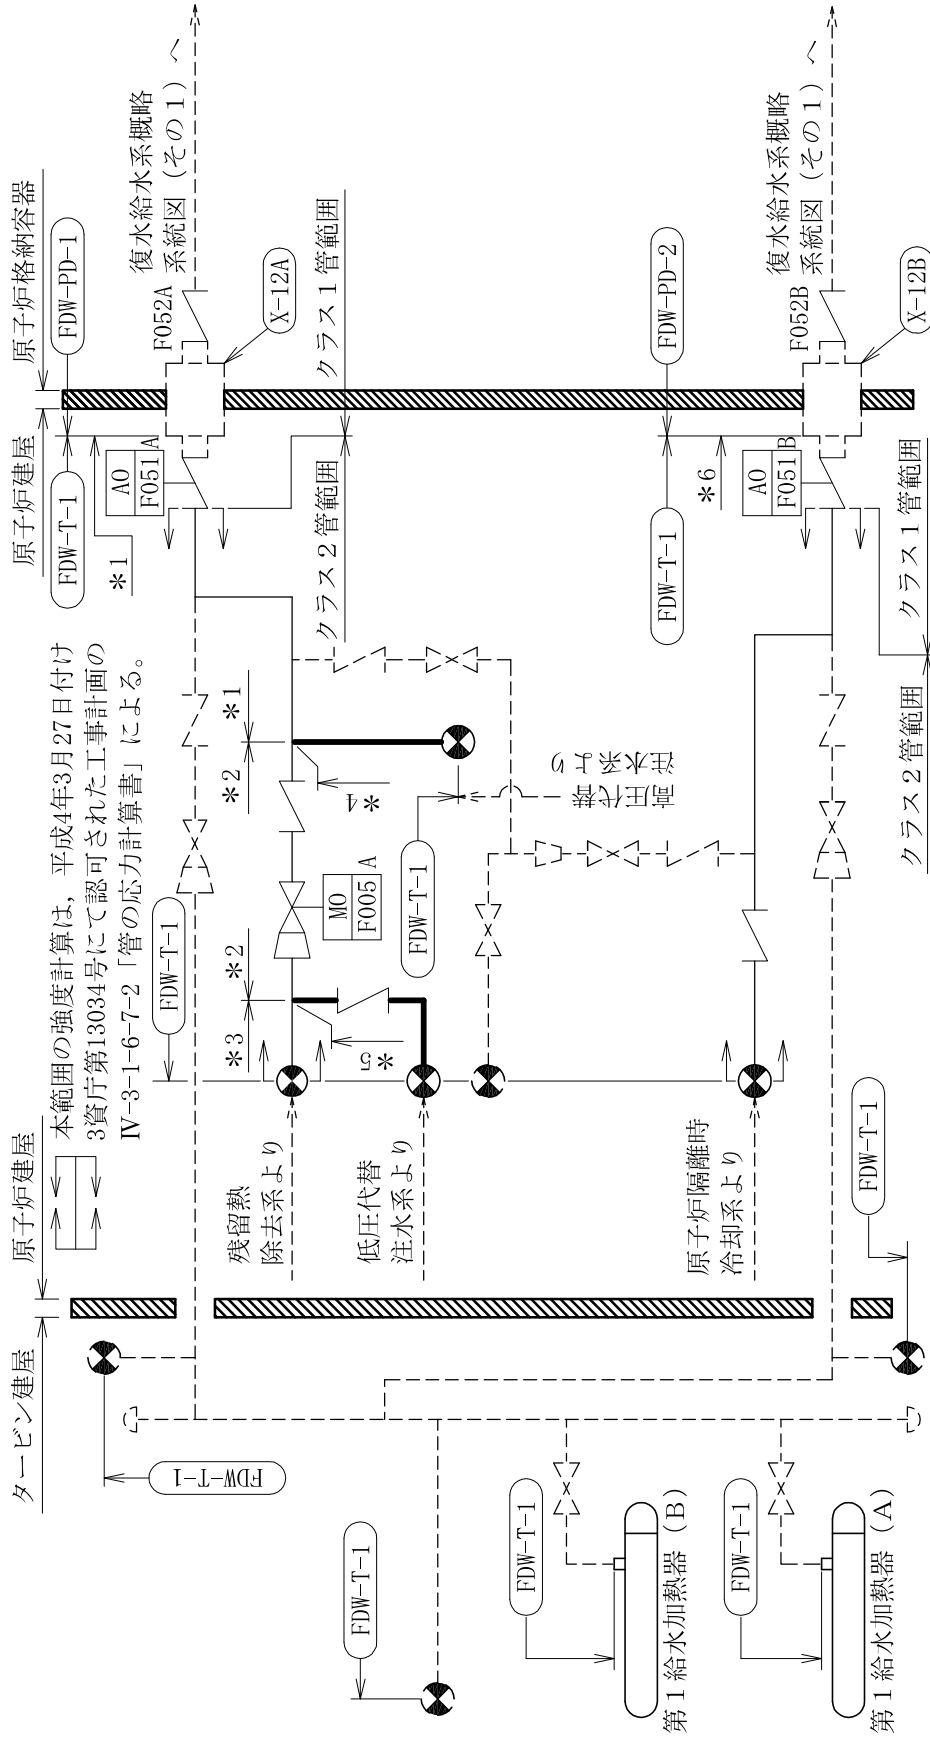 タービン建屋
原子炉建屋
原子炉建屋
原子炉格納容器
本範囲の強度計算は，平成4年3月27日付け
3資庁第13034号にて認可された工事計画の
Ⅳ-3-1-6-7-2「管の応力計算書」による。
FDW-T-1
FDW-PD-1
*1
AO
F051
A
F052A
復水給水系概略
系統図（その1）へ
X-12A
FDW-T-1
FDW-T-1
クラス2管範囲
クラス1管範囲
残留熱
除去系より
*3
*2
*2
*1
*5
*4
MO
F005
A
低圧代替
注水系より
FDW-T-1
高圧代替
注水系より
FDW-T-1
原子炉隔離時
冷却系より
FDW-T-1
FDW-PD-2
*6
AO
F051
B
F052B
復水給水系概略
系統図（その1）へ
X-12B
クラス2管範囲
クラス1管範囲
FDW-T-1
FDW-T-1
第1給水加熱器（B）
FDW-T-1
第1給水加熱器（A）